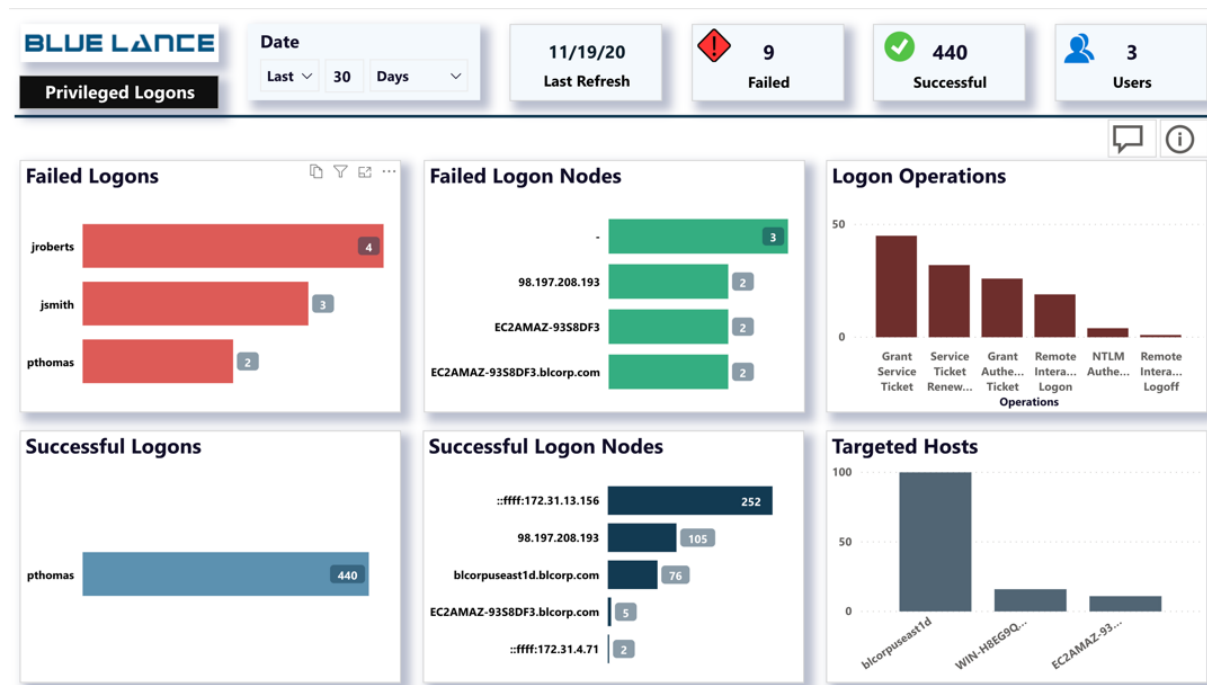 BLUE LANCE
Privileged Logons
Date
Last 30 Days
11/19/20
Last Refresh
9
Failed
440
Successful
3
Users
Failed Logons
jroberts 4
jsmith 3
pthomas 2
Failed Logon Nodes
- 3
98.197.208.193 2
EC2AMAZ-93S8DF3 2
EC2AMAZ-93S8DF3.blcorp.com 2
Logon Operations
50
0
Grant Service Ticket
Service Ticket Renew...
Grant Authe... Ticket
Remote Intera... Logon
NTLM Authe...
Remote Intera... Logoff
Operations
Successful Logons
pthomas 440
Successful Logon Nodes
::ffff:172.31.13.156 252
98.197.208.193 105
blcorpuseast1d.blcorp.com 76
EC2AMAZ-93S8DF3.blcorp.com 5
::ffff:172.31.4.71 2
Targeted Hosts
100
50
0
blcorpuseast1d
WIN-H8EG9Q...
EC2AMAZ-93...